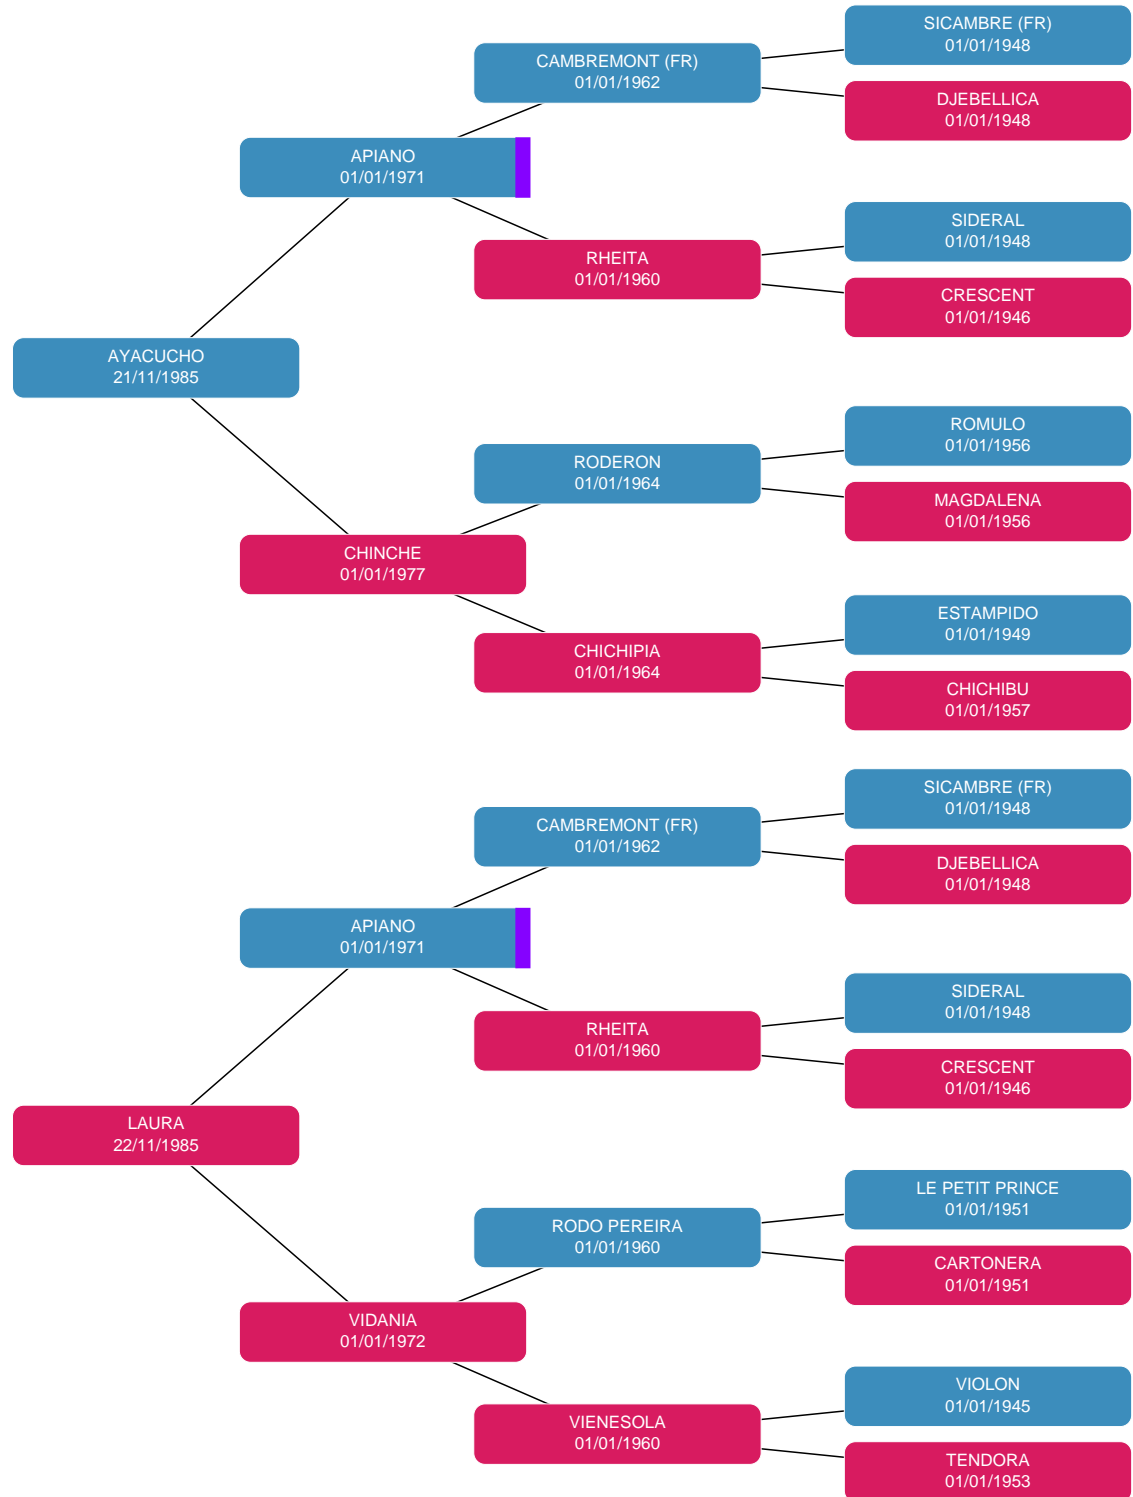 SICAMBRE (FR)
01/01/1948
CAMBREMONT (FR)
01/01/1962
DJEBELLICA
01/01/1948
APIANO
01/01/1971
SIDERAL
01/01/1948
RHEITA
01/01/1960
CRESCENT
01/01/1946
AYACUCHO
21/11/1985
ROMULO
01/01/1956
RODERON
01/01/1964
MAGDALENA
01/01/1956
CHINCHE
01/01/1977
ESTAMPIDO
01/01/1949
CHICHIPIA
01/01/1964
CHICHIBU
01/01/1957
SICAMBRE (FR)
01/01/1948
CAMBREMONT (FR)
01/01/1962
DJEBELLICA
01/01/1948
APIANO
01/01/1971
SIDERAL
01/01/1948
RHEITA
01/01/1960
CRESCENT
01/01/1946
LAURA
22/11/1985
LE PETIT PRINCE
01/01/1951
RODO PEREIRA
01/01/1960
CARTONERA
01/01/1951
VIDANIA
01/01/1972
VIOLON
01/01/1945
VIENESOLA
01/01/1960
TENDORA
01/01/1953